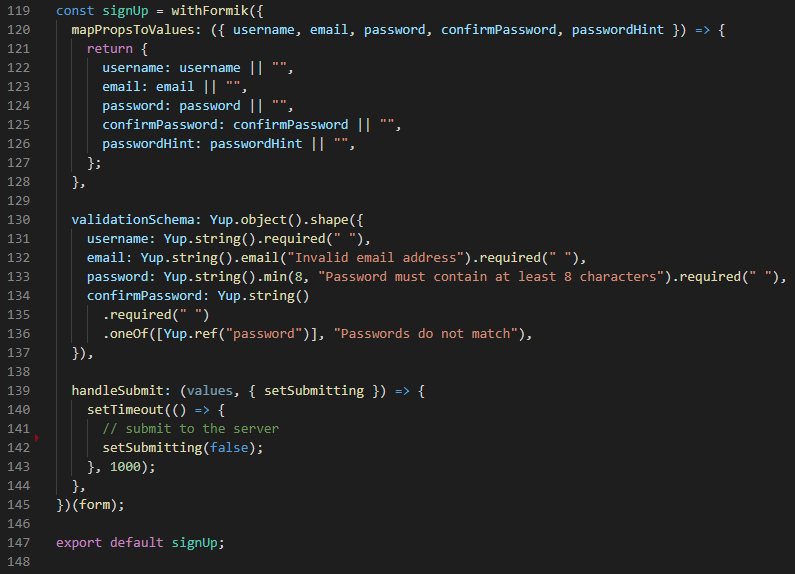 119 const signUp = withFormik({
120   mapPropsToValues: ({ username, email, password, confirmPassword, passwordHint }) => {
121     return {
122       username: username || "",
123       email: email || "",
124       password: password || "",
125       confirmPassword: confirmPassword || "",
126       passwordHint: passwordHint || "",
127     };
128   },
129
130   validationSchema: Yup.object().shape({
131     username: Yup.string().required(" "),
132     email: Yup.string().email("Invalid email address").required(" "),
133     password: Yup.string().min(8, "Password must contain at least 8 characters").required(" "),
134     confirmPassword: Yup.string()
135       .required(" ")
136       .oneOf([Yup.ref("password")], "Passwords do not match"),
137   }),
138
139   handleSubmit: (values, { setSubmitting }) => {
140     setTimeout(() => {
141       // submit to the server
142       setSubmitting(false);
143     }, 1000);
144   },
145 })(form);
146
147 export default signUp;
148